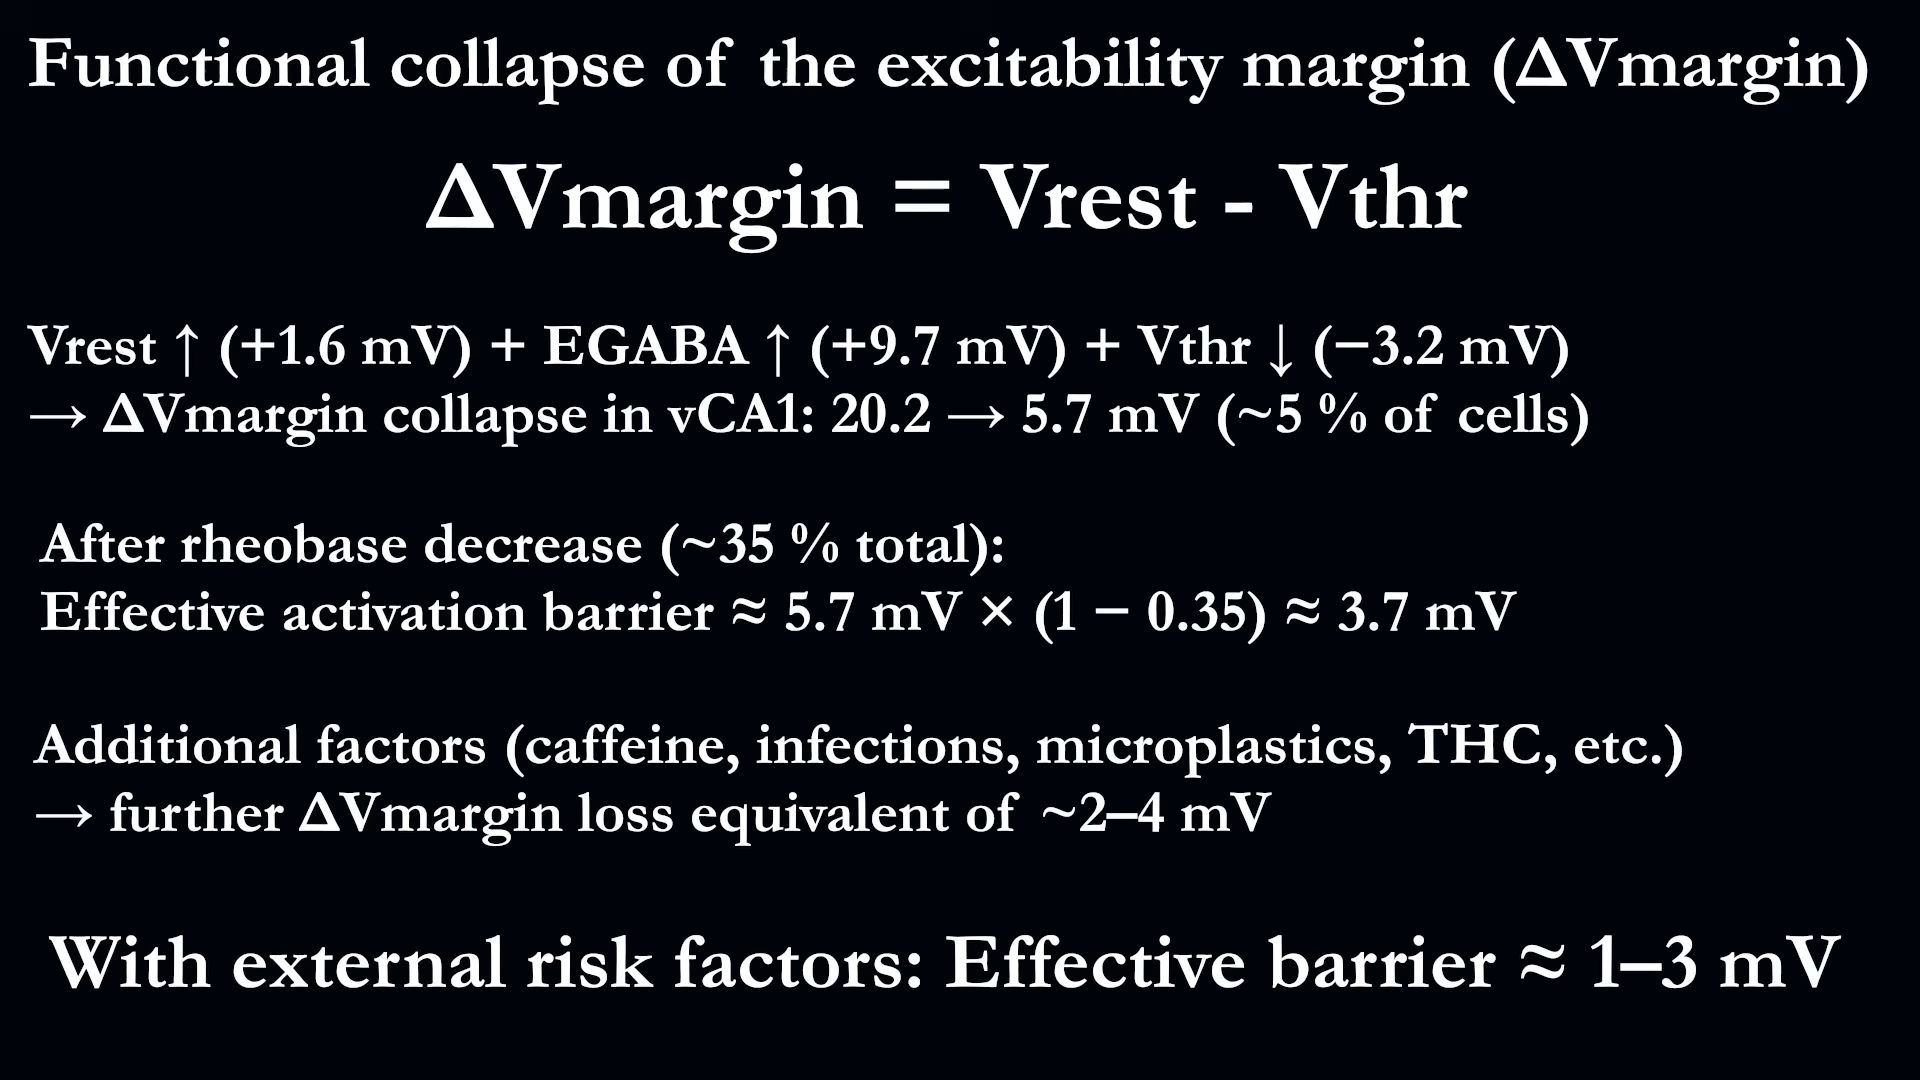 Functional collapse of the excitability margin (ΔVmargin)
ΔVmargin = Vrest - Vthr
Vrest ↑ (+1.6 mV) + EGABA ↑ (+9.7 mV) + Vthr ↓ (−3.2 mV)
→ ΔVmargin collapse in vCA1: 20.2 → 5.7 mV (~5 % of cells)
After rheobase decrease (~35 % total):
Effective activation barrier ≈ 5.7 mV × (1 − 0.35) ≈ 3.7 mV
Additional factors (caffeine, infections, microplastics, THC, etc.)
→ further ΔVmargin loss equivalent of ~2–4 mV
With external risk factors: Effective barrier ≈ 1–3 mV